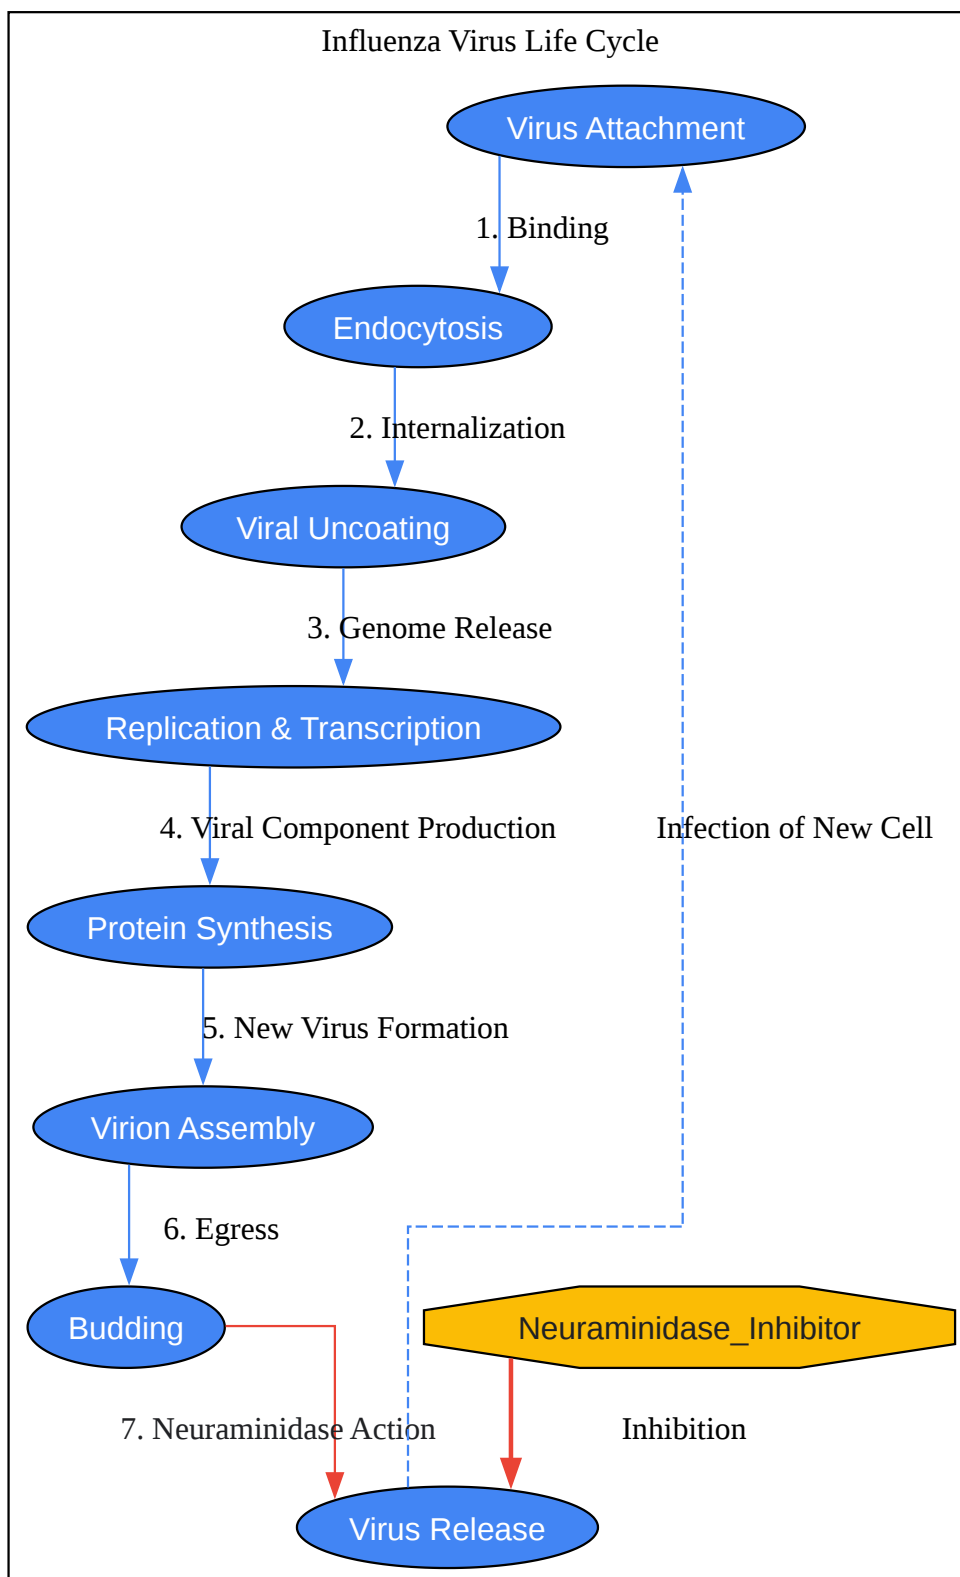 Influenza Virus Life Cycle
Virus Attachment
1. Binding
Endocytosis
2. Internalization
Viral Uncoating
3. Genome Release
Replication & Transcription
4. Viral Component Production
Infection of New Cell
Protein Synthesis
5. New Virus Formation
Virion Assembly
6. Egress
Budding
Neuraminidase_Inhibitor
7. Neuraminidase Action
Inhibition
Virus Release